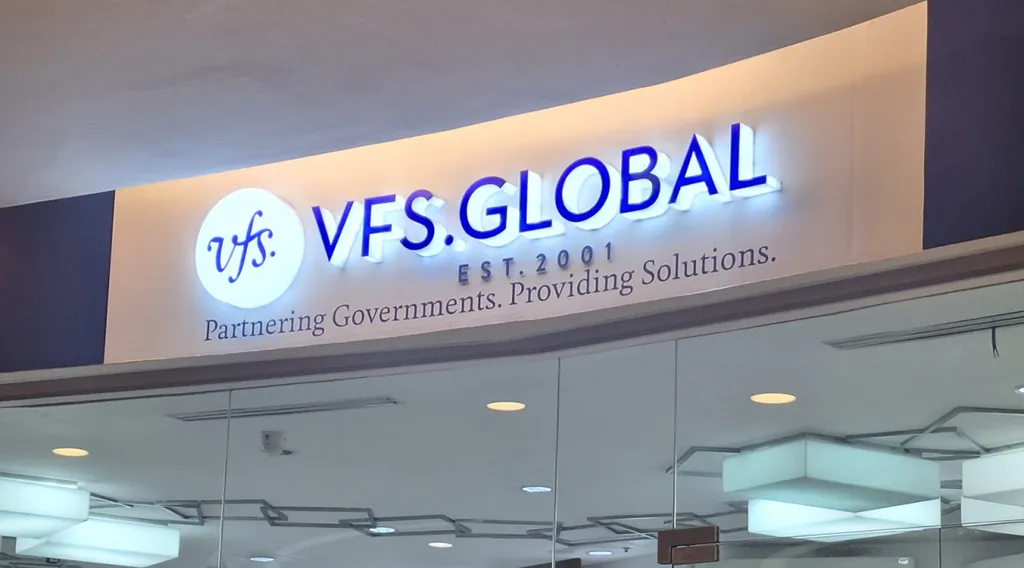 vfs.
VFS.GLOBAL
EST. 2001
Partnering Governments. Providing Solutions.